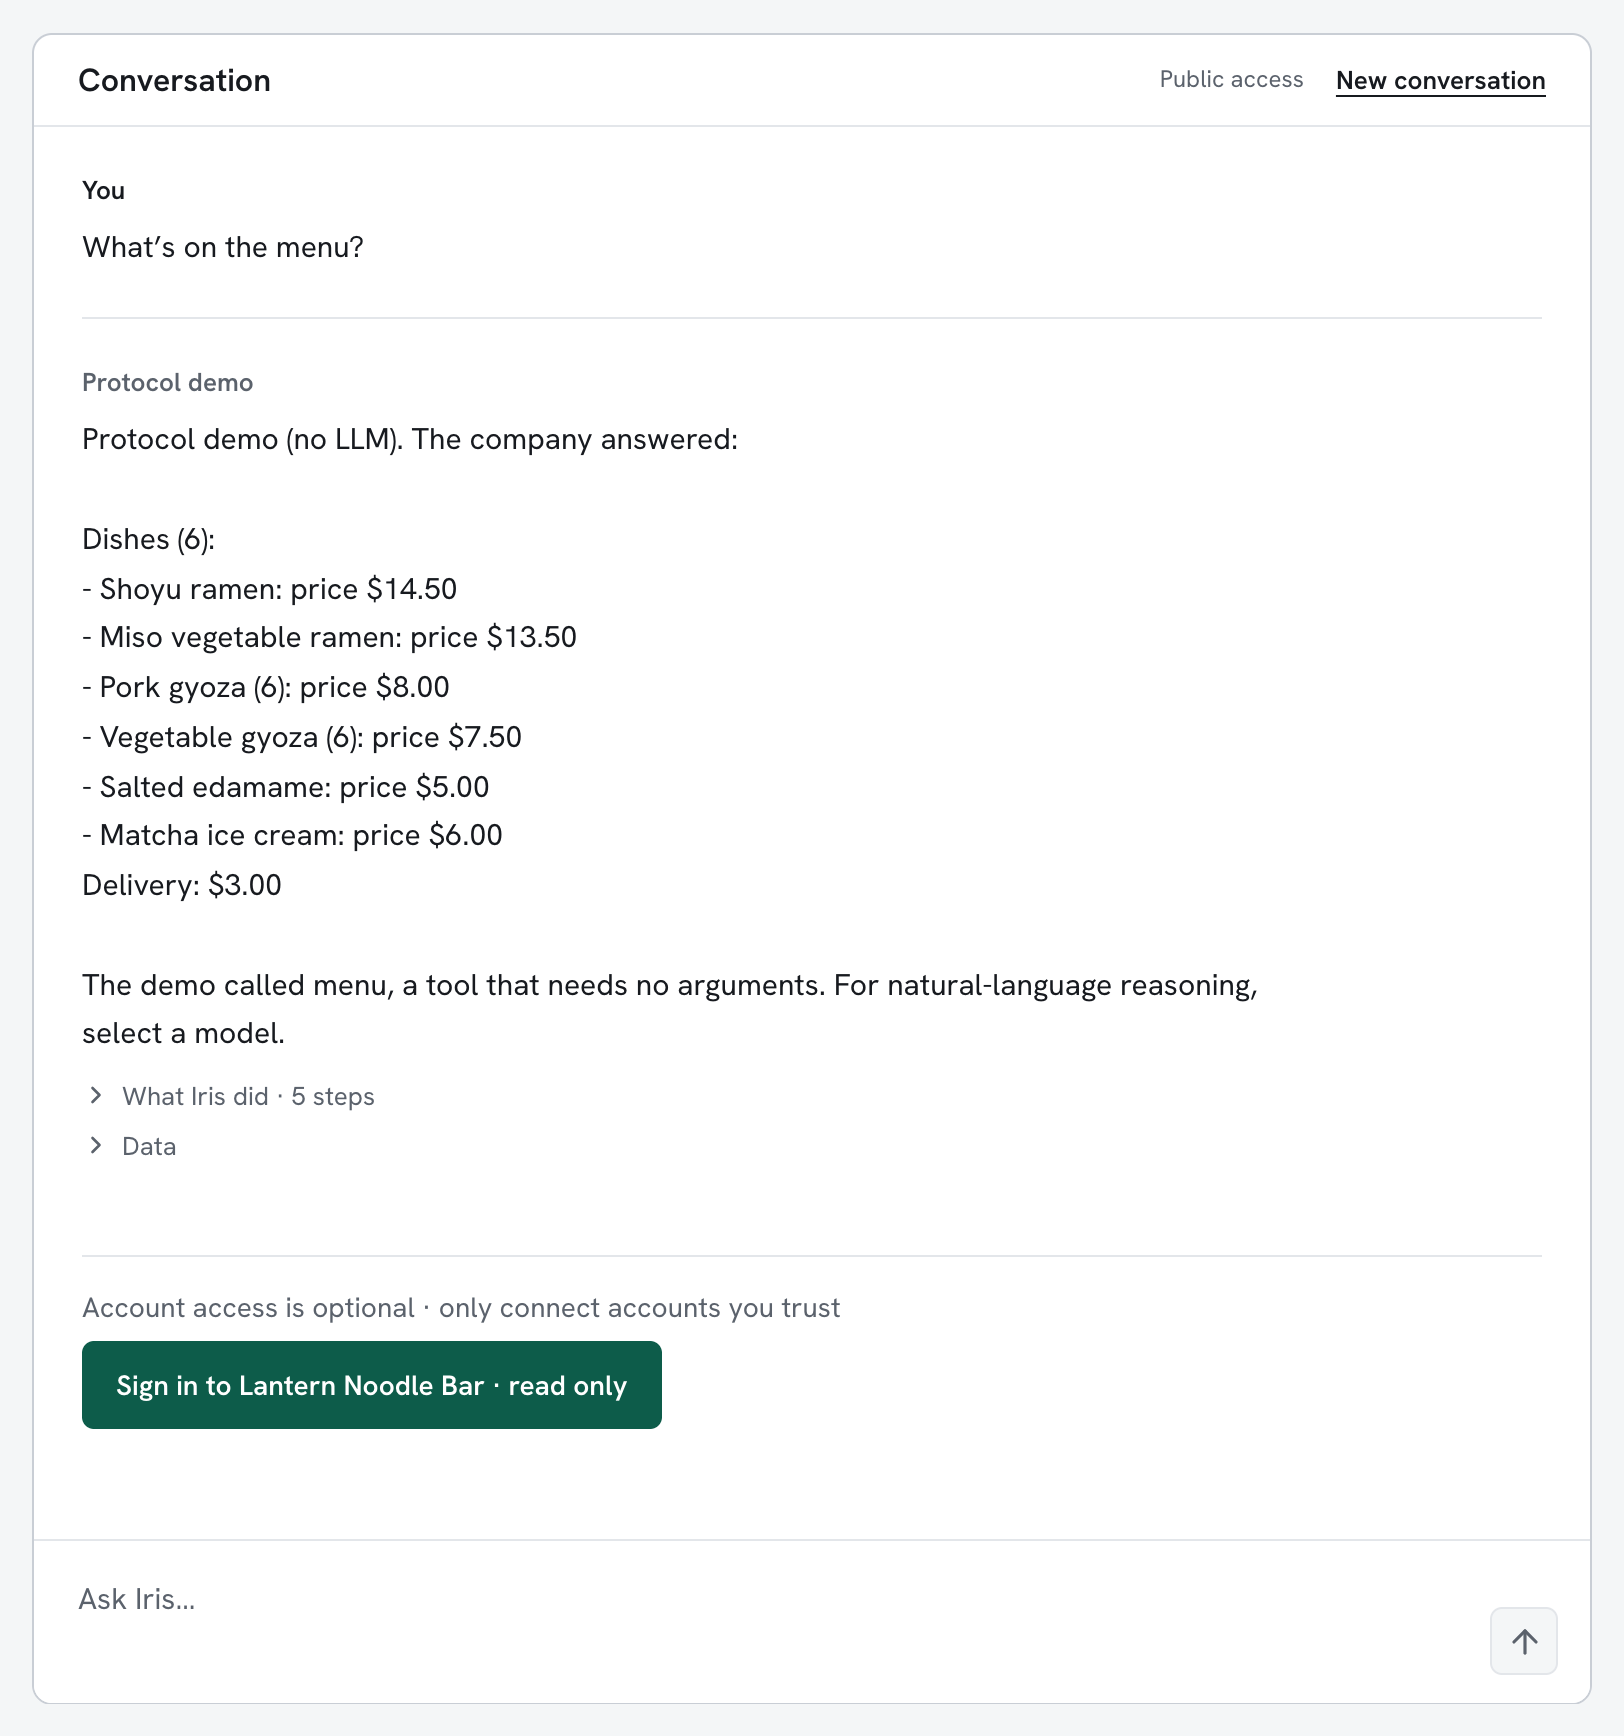 Conversation
Public access
New conversation
You
What’s on the menu?
Protocol demo
Protocol demo (no LLM). The company answered:
Dishes (6):
- Shoyu ramen: price $14.50
- Miso vegetable ramen: price $13.50
- Pork gyoza (6): price $8.00
- Vegetable gyoza (6): price $7.50
- Salted edamame: price $5.00
- Matcha ice cream: price $6.00
Delivery: $3.00
The demo called menu, a tool that needs no arguments. For natural-language reasoning,
select a model.
What Iris did · 5 steps
Data
Account access is optional · only connect accounts you trust
Sign in to Lantern Noodle Bar · read only
Ask Iris...